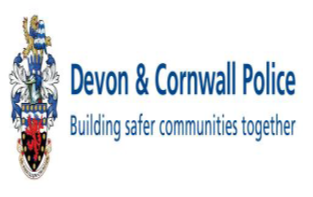 Devon & Cornwall Police
Building safer communities together